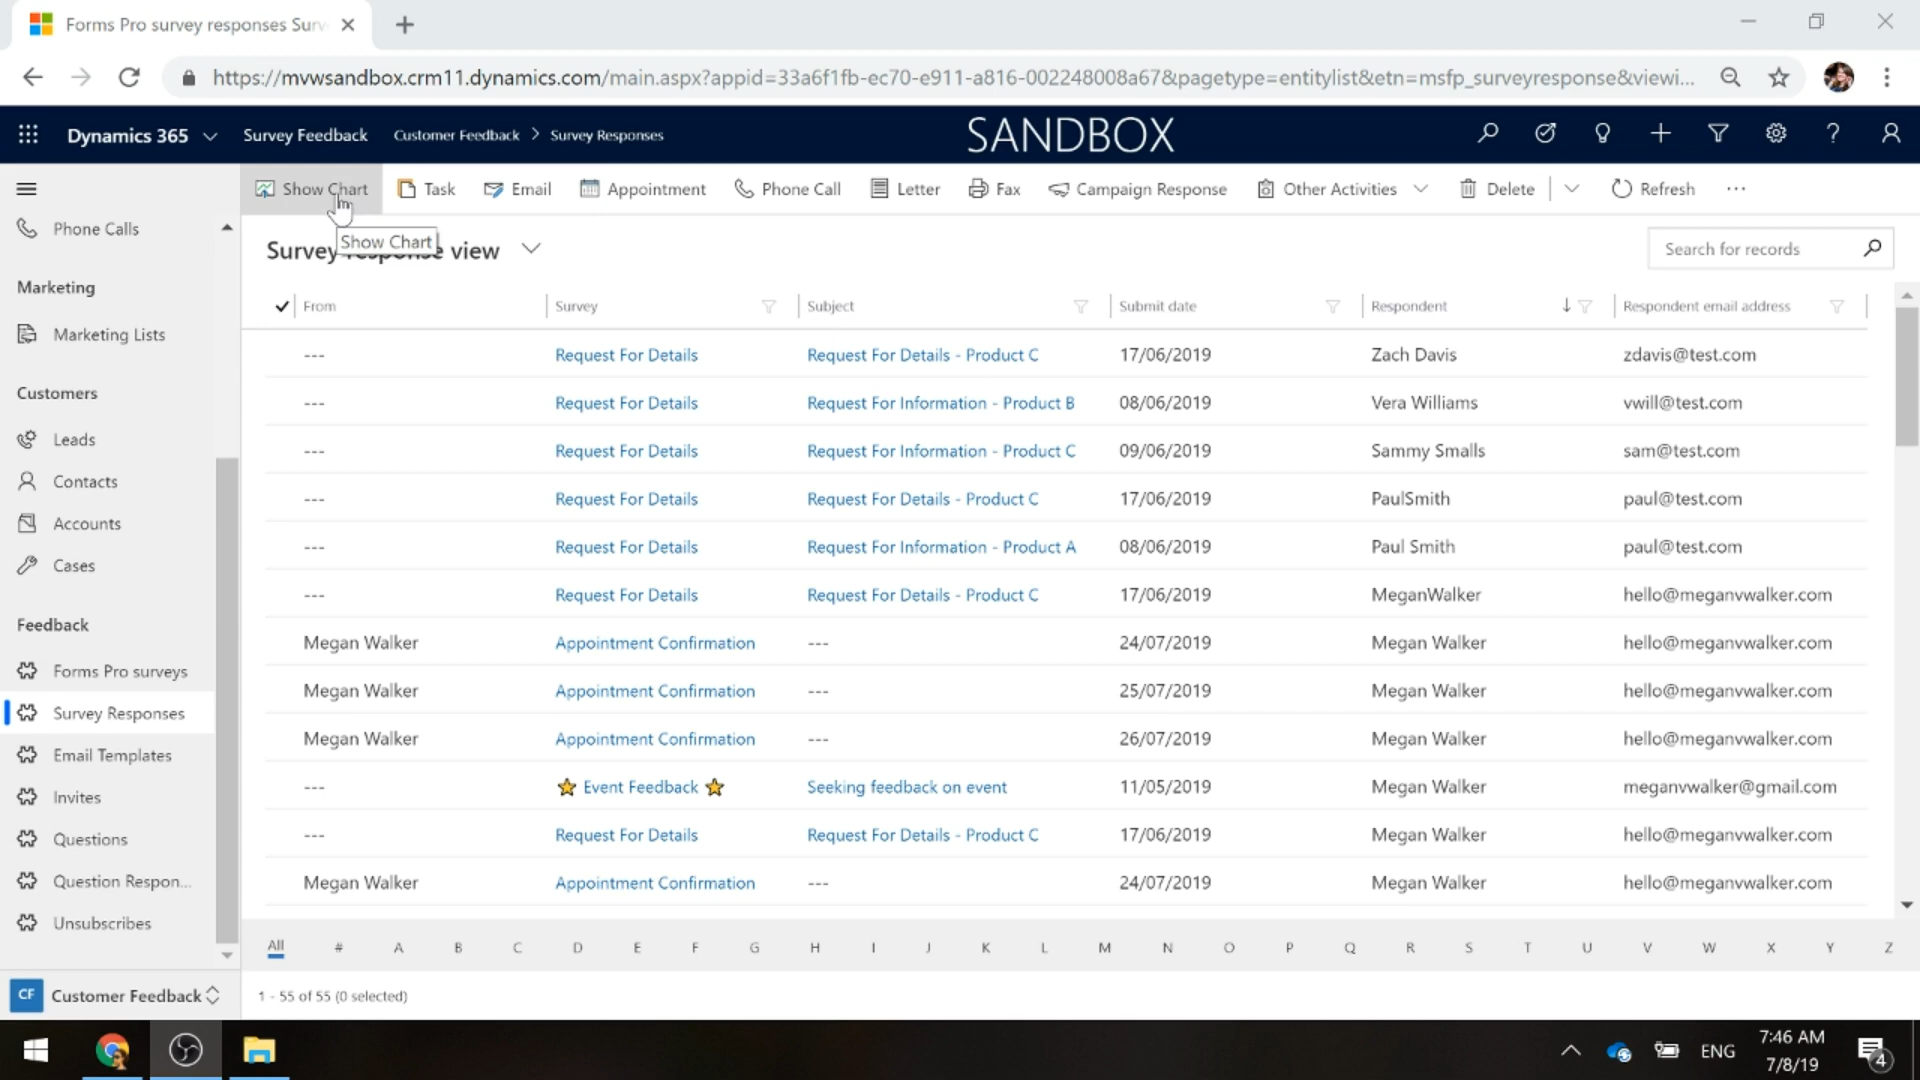 Forms Pro survey responses Surv
https://mvwsandbox.crm11.dynamics.com/main.aspx?appid=33a6f1fb-ec70-e911-a816-002248008a67&pagetype=entitylist&etn=msfp_surveyresponse&viewi...
Dynamics 365 Survey Feedback Customer Feedback > Survey Responses SANDBOX ?
Show Chart Task Email Appointment Phone Call Letter Fax Campaign Response Other Activities Delete Refresh ...
Show Chart
Survey response view
Search for records
Phone Calls
Marketing
Marketing Lists
Customers
Leads
Contacts
Accounts
Cases
Feedback
Forms Pro surveys
Survey Responses
Email Templates
Invites
Questions
Question Respon...
Unsubscribes
CF Customer Feedback
From Survey Subject Submit date Respondent Respondent email address
--- Request For Details Request For Details - Product C 17/06/2019 Zach Davis zdavis@test.com
--- Request For Details Request For Information - Product B 08/06/2019 Vera Williams vwill@test.com
--- Request For Details Request For Information - Product C 09/06/2019 Sammy Smalls sam@test.com
--- Request For Details Request For Details - Product C 17/06/2019 PaulSmith paul@test.com
--- Request For Details Request For Information - Product A 08/06/2019 Paul Smith paul@test.com
--- Request For Details Request For Details - Product C 17/06/2019 MeganWalker hello@meganvwalker.com
Megan Walker Appointment Confirmation --- 24/07/2019 Megan Walker hello@meganvwalker.com
Megan Walker Appointment Confirmation --- 25/07/2019 Megan Walker hello@meganvwalker.com
Megan Walker Appointment Confirmation --- 26/07/2019 Megan Walker hello@meganvwalker.com
--- ⭐ Event Feedback ⭐ Seeking feedback on event 11/05/2019 Megan Walker meganvwalker@gmail.com
--- Request For Details Request For Details - Product C 17/06/2019 Megan Walker hello@meganvwalker.com
Megan Walker Appointment Confirmation --- 24/07/2019 Megan Walker hello@meganvwalker.com
All # A B C D E F G H I J K L M N O P Q R S T U V W X Y Z
1 - 55 of 55 (0 selected)
ENG
7:46 AM
7/8/19
4